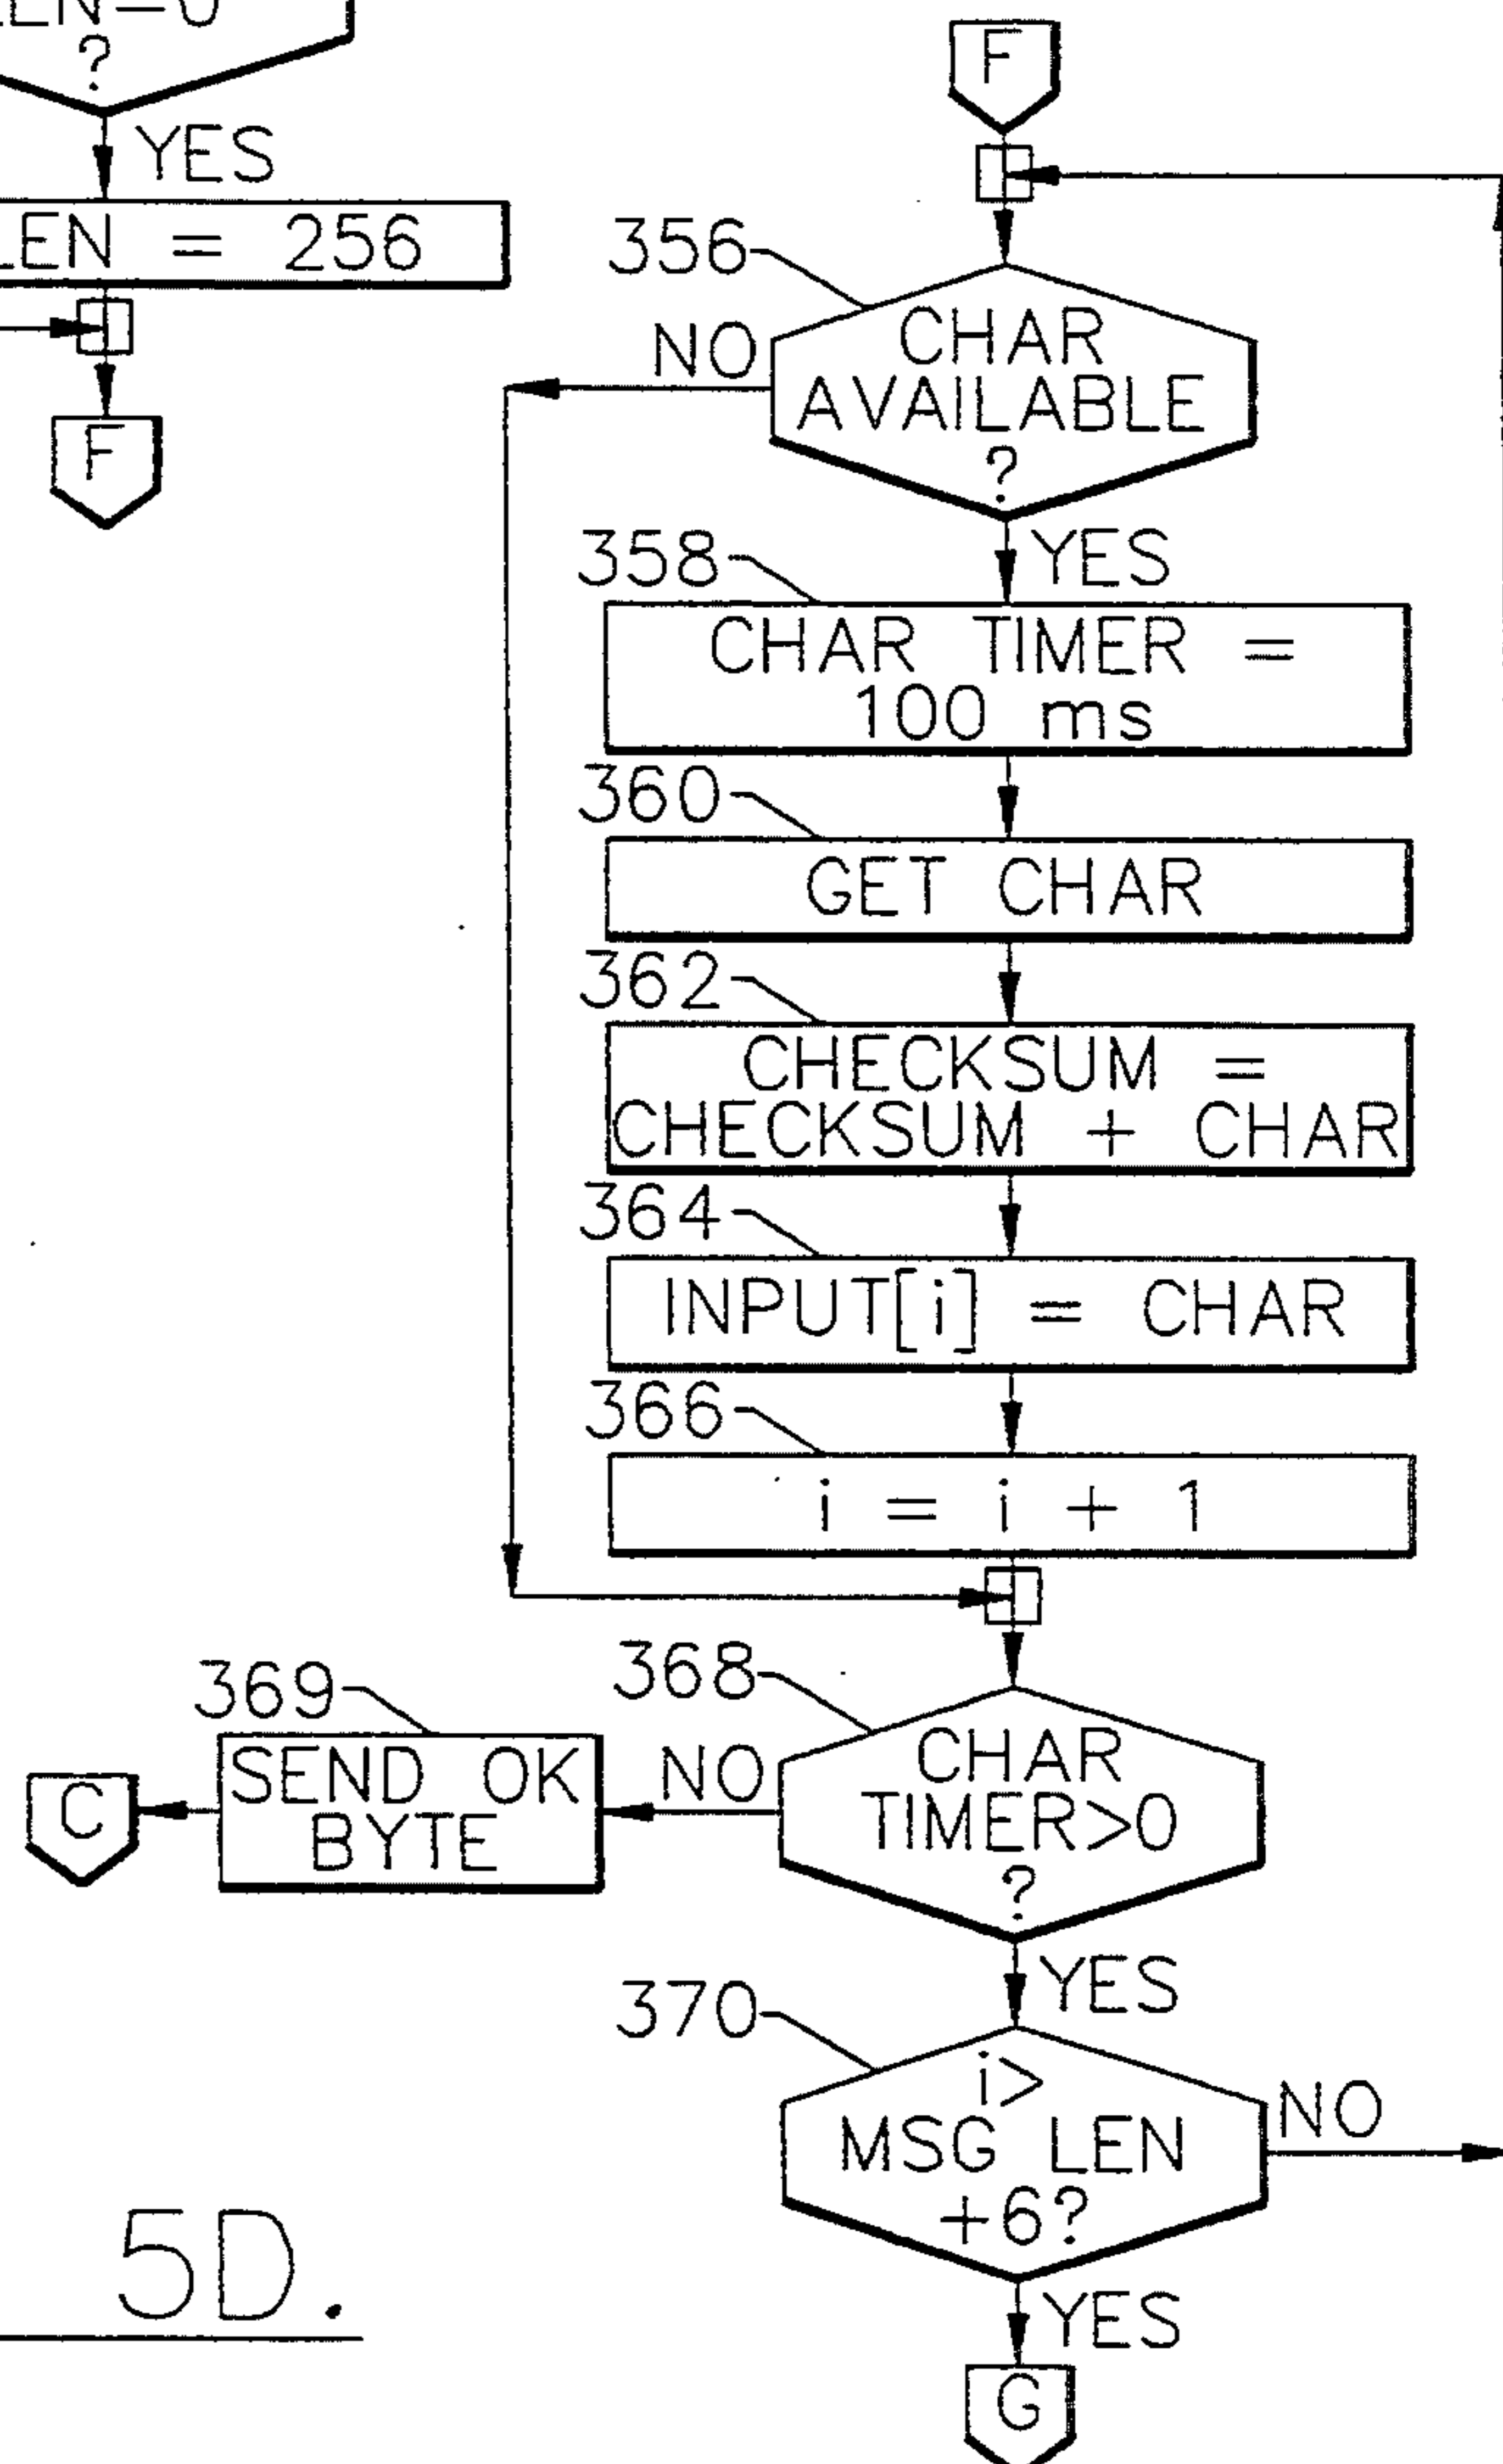 LEN=0
?
YES
LEN = 256
F
F
356
CHAR
AVAILABLE
?
NO
YES
358
CHAR TIMER =
100 ms
360
GET CHAR
362
CHECKSUM =
CHECKSUM + CHAR
364
INPUT[i] = CHAR
366
i = i + 1
368
CHAR
TIMER>0
?
NO
369
SEND OK
BYTE
C
YES
370
i>
MSG LEN
+6?
NO
YES
G
5D.